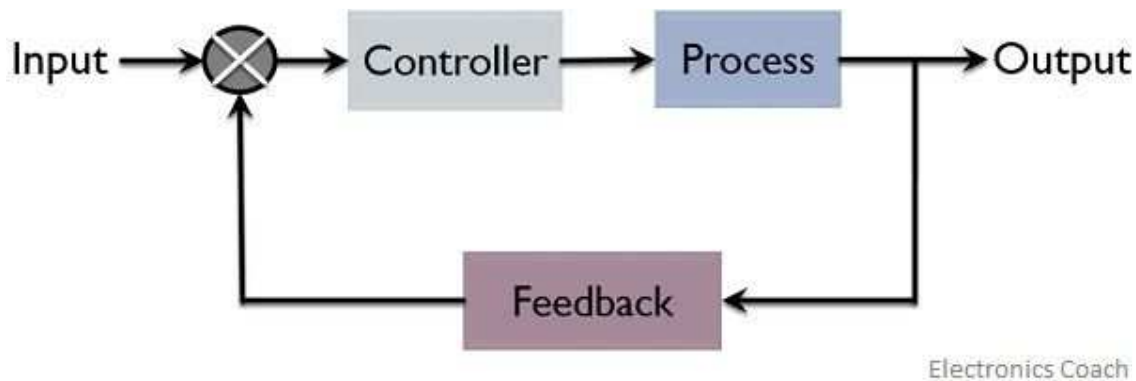 Input
Controller
Process
Output
Feedback
Electronics Coach